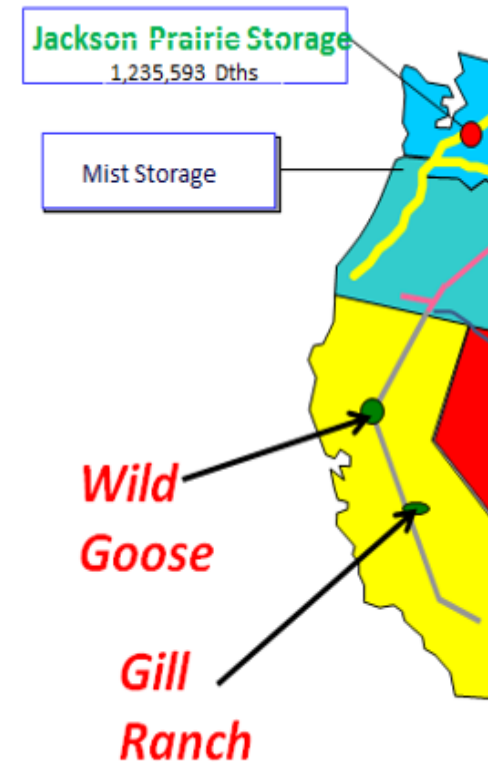 Jackson Prairie Storage
1,235,593 Dths
Mist Storage
Wild
Goose
Gill
Ranch